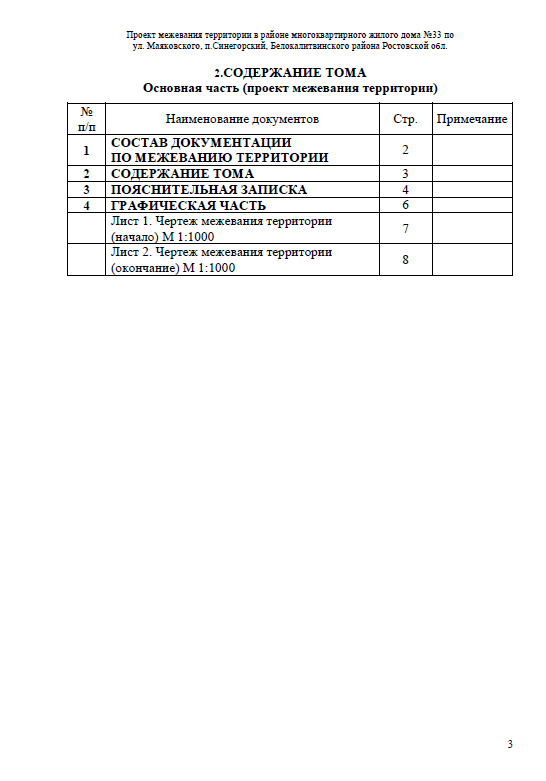 Проект межевания территории в районе многоквартирного жилого дома №33 по
ул. Маяковского, п.Синегорский, Белокалитвинского района Ростовской обл.
2.СОДЕРЖАНИЕ ТОМА
Основная часть (проект межевания территории)
№
п/п
Наименование документов
Стр.
Примечание
1
СОСТАВ ДОКУМЕНТАЦИИ
ПО МЕЖЕВАНИЮ ТЕРРИТОРИИ
2
2
СОДЕРЖАНИЕ ТОМА
3
3
ПОЯСНИТЕЛЬНАЯ ЗАПИСКА
4
4
ГРАФИЧЕСКАЯ ЧАСТЬ
6
Лист 1. Чертеж межевания территории
(начало) М 1:1000
7
Лист 2. Чертеж межевания территории
(окончание) М 1:1000
8
3